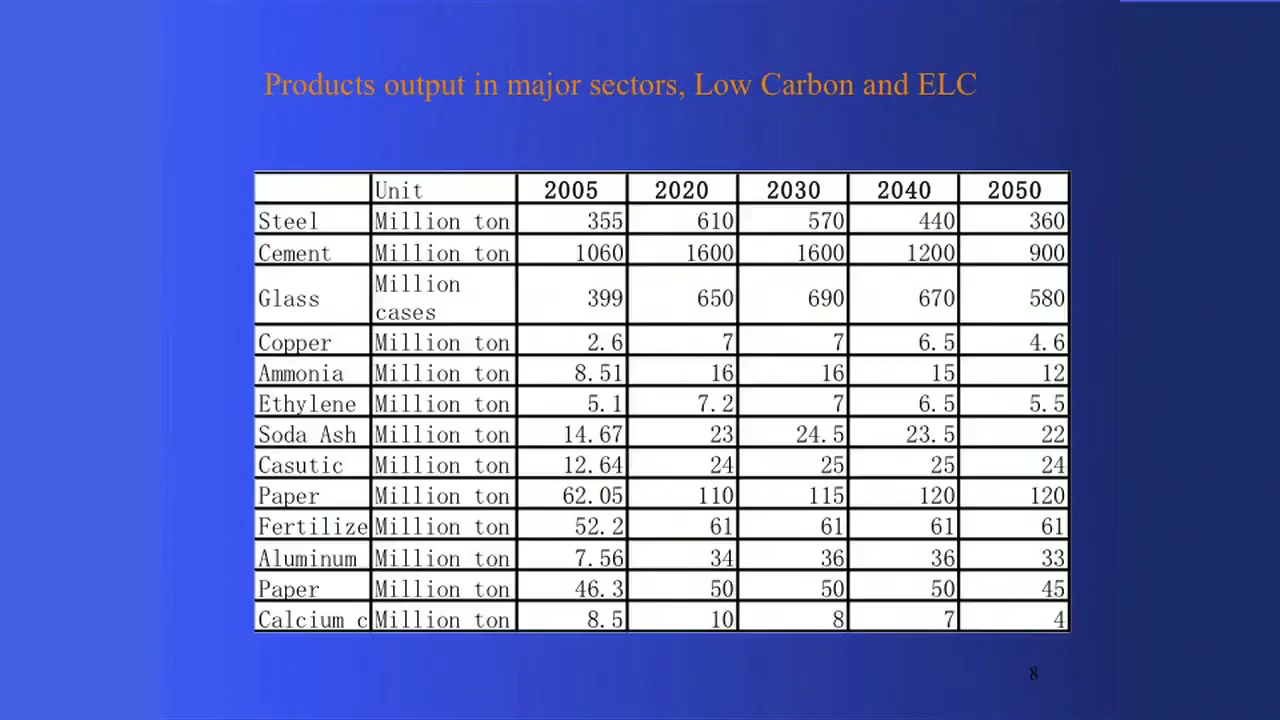 Products output in major sectors, Low Carbon and ELC
Unit 2005 2020 2030 2040 2050
Steel Million ton 355 610 570 440 360
Cement Million ton 1060 1600 1600 1200 900
Glass Million cases 399 650 690 670 580
Copper Million ton 2.6 7 7 6.5 4.6
Ammonia Million ton 8.51 16 16 15 12
Ethylene Million ton 5.1 7.2 7 6.5 5.5
Soda Ash Million ton 14.67 23 24.5 23.5 22
Casutic Million ton 12.64 24 25 25 24
Paper Million ton 62.05 110 115 120 120
Fertilize Million ton 52.2 61 61 61 61
Aluminum Million ton 7.56 34 36 36 33
Paper Million ton 46.3 50 50 50 45
Calcium c Million ton 8.5 10 8 7 4
8